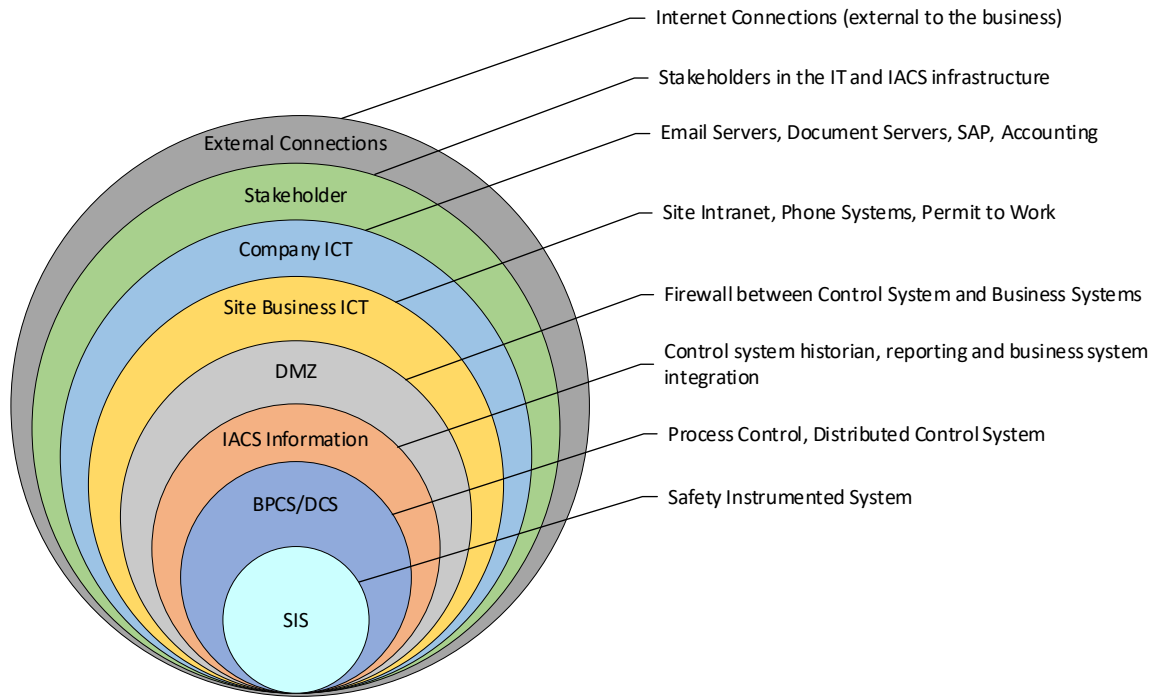 Internet Connections (external to the business)
Stakeholders in the IT and IACS infrastructure
Email Servers, Document Servers, SAP, Accounting
External Connections
Stakeholder
Site Intranet, Phone Systems, Permit to Work
Company ICT
Firewall between Control System and Business Systems
Site Business ICT
Control system historian, reporting and business system
integration
DMZ
Process Control, Distributed Control System
IACS Information
Safety Instrumented System
BPCS/DCS
SIS